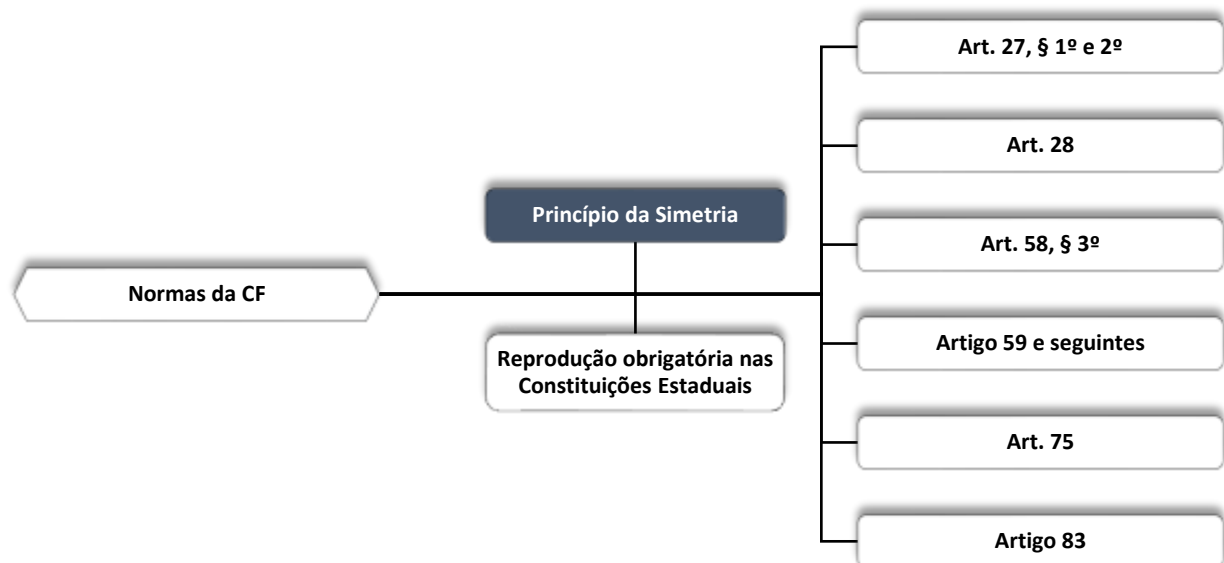 Normas da CF
Princípio da Simetria
Reprodução obrigatória nas
Constituições Estaduais
Art. 27, § 1º e 2º
Art. 28
Art. 58, § 3º
Artigo 59 e seguintes
Art. 75
Artigo 83